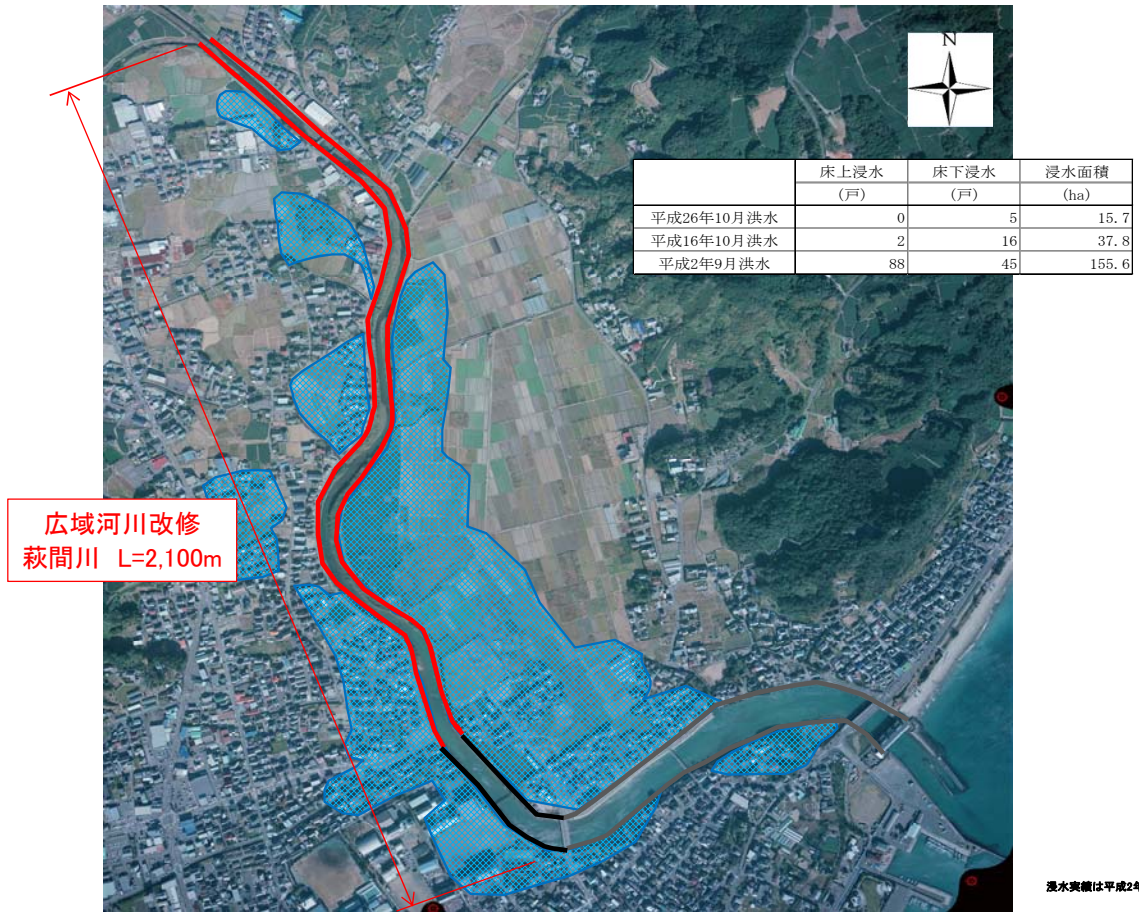 N
床上浸水 床下浸水 浸水面積
(戸) (戸) (ha)
平成26年10月洪水 0 5 15.7
平成16年10月洪水 2 16 37.8
平成2年9月洪水 88 45 155.6
広域河川改修
萩間川 L=2,100m
浸水実績は平成2年